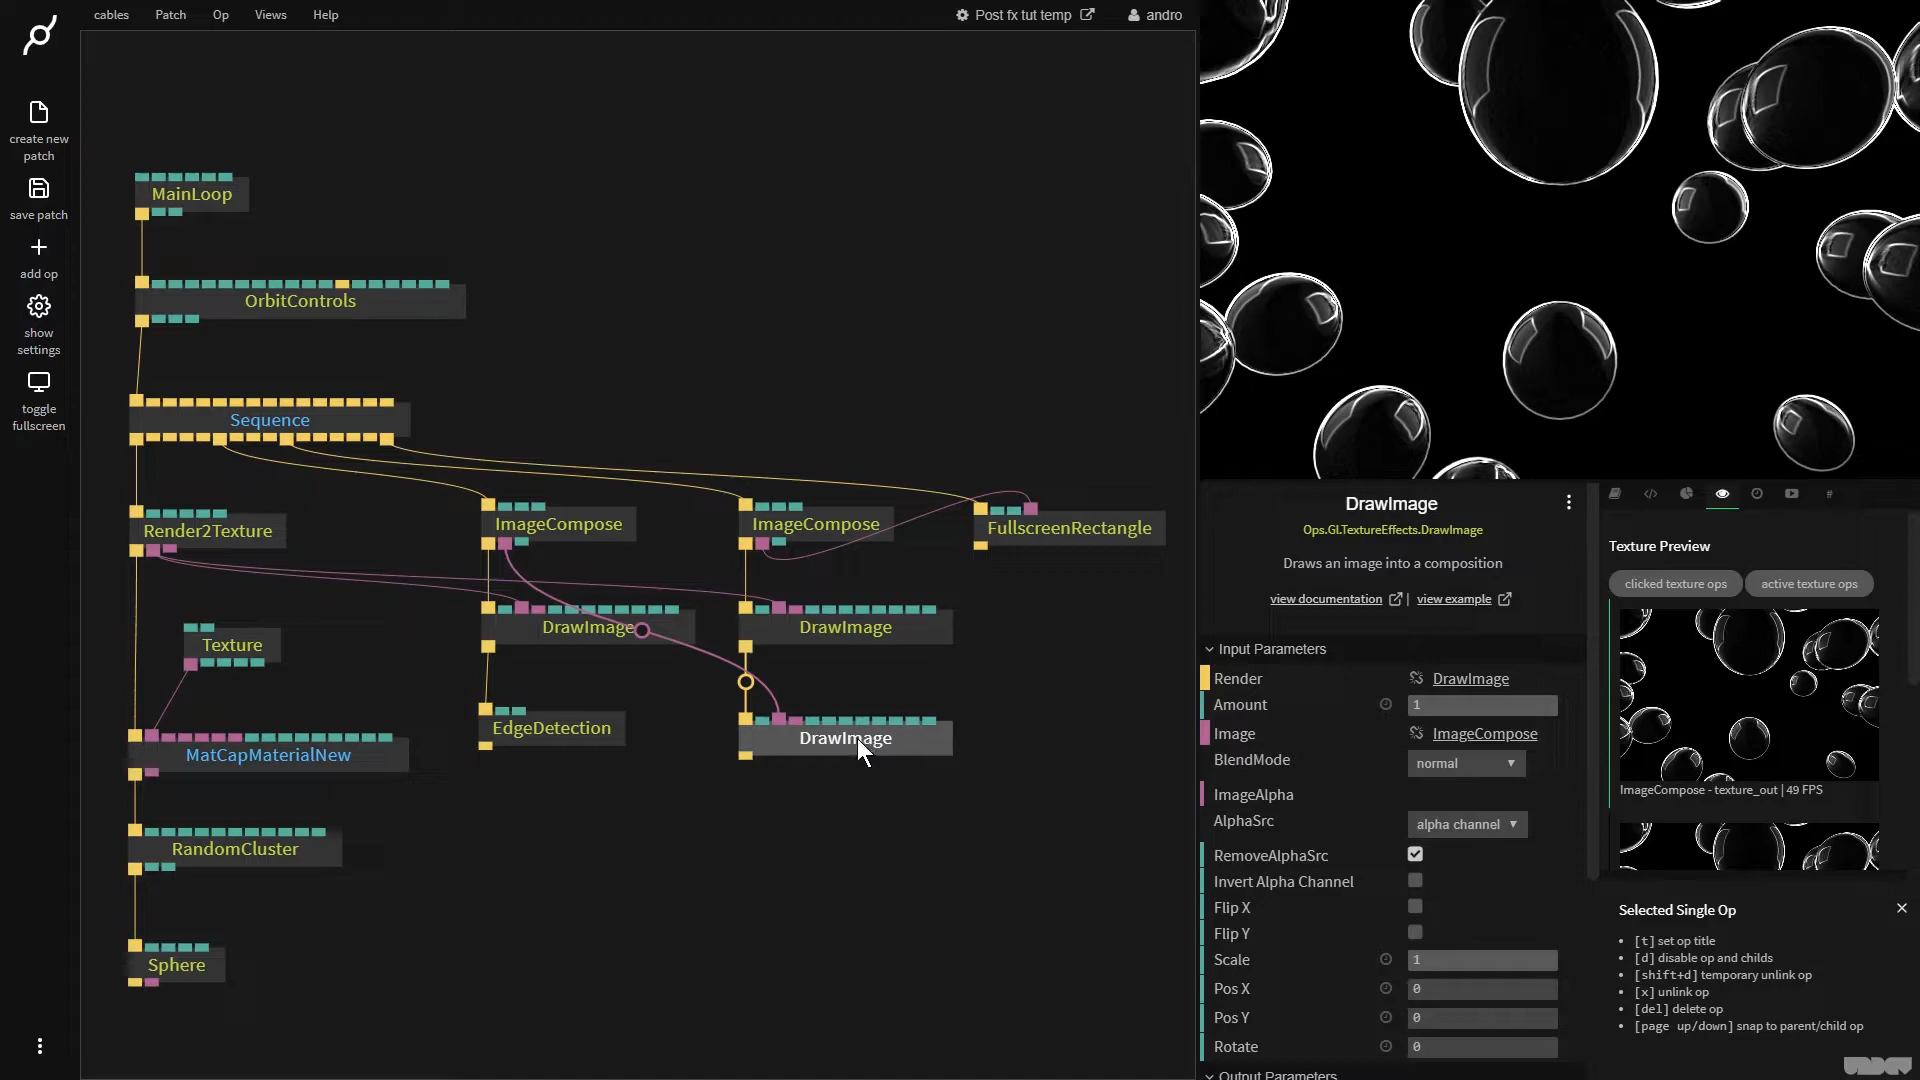 cables
Patch
Op
Views
Help
Post fx tut temp
andro
create new
patch
save patch
add op
show
settings
toggle
fullscreen
MainLoop
OrbitControls
Sequence
Render2Texture
ImageCompose
ImageCompose
FullscreenRectangle
Texture
DrawImage
DrawImage
MatCapMaterialNew
EdgeDetection
DrawImage
RandomCluster
Sphere
DrawImage
Ops.Gl.TextureEffects.DrawImage
Draws an image into a composition
view documentation | view example
Input Parameters
Render DrawImage
Amount 1
Image ImageCompose
BlendMode normal
ImageAlpha
AlphaSrc alpha channel
RemoveAlphaSrc
Invert Alpha Channel
Flip X
Flip Y
Scale 1
Pos X 0
Pos Y 0
Rotate 0
Output Parameters
#
Texture Preview
clicked texture ops active texture ops
ImageCompose - texture_out | 49 FPS
Selected Single Op
[t] set op title
[d] disable op and childs
[shift+d] temporary unlink op
[x] unlink op
[del] delete op
[page up/down] snap to parent/child op